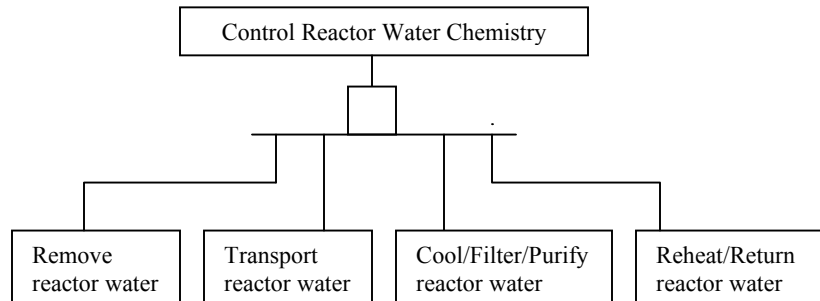 Control Reactor Water Chemistry
Remove
reactor water
Transport
reactor water
Cool/Filter/Purify
reactor water
Reheat/Return
reactor water